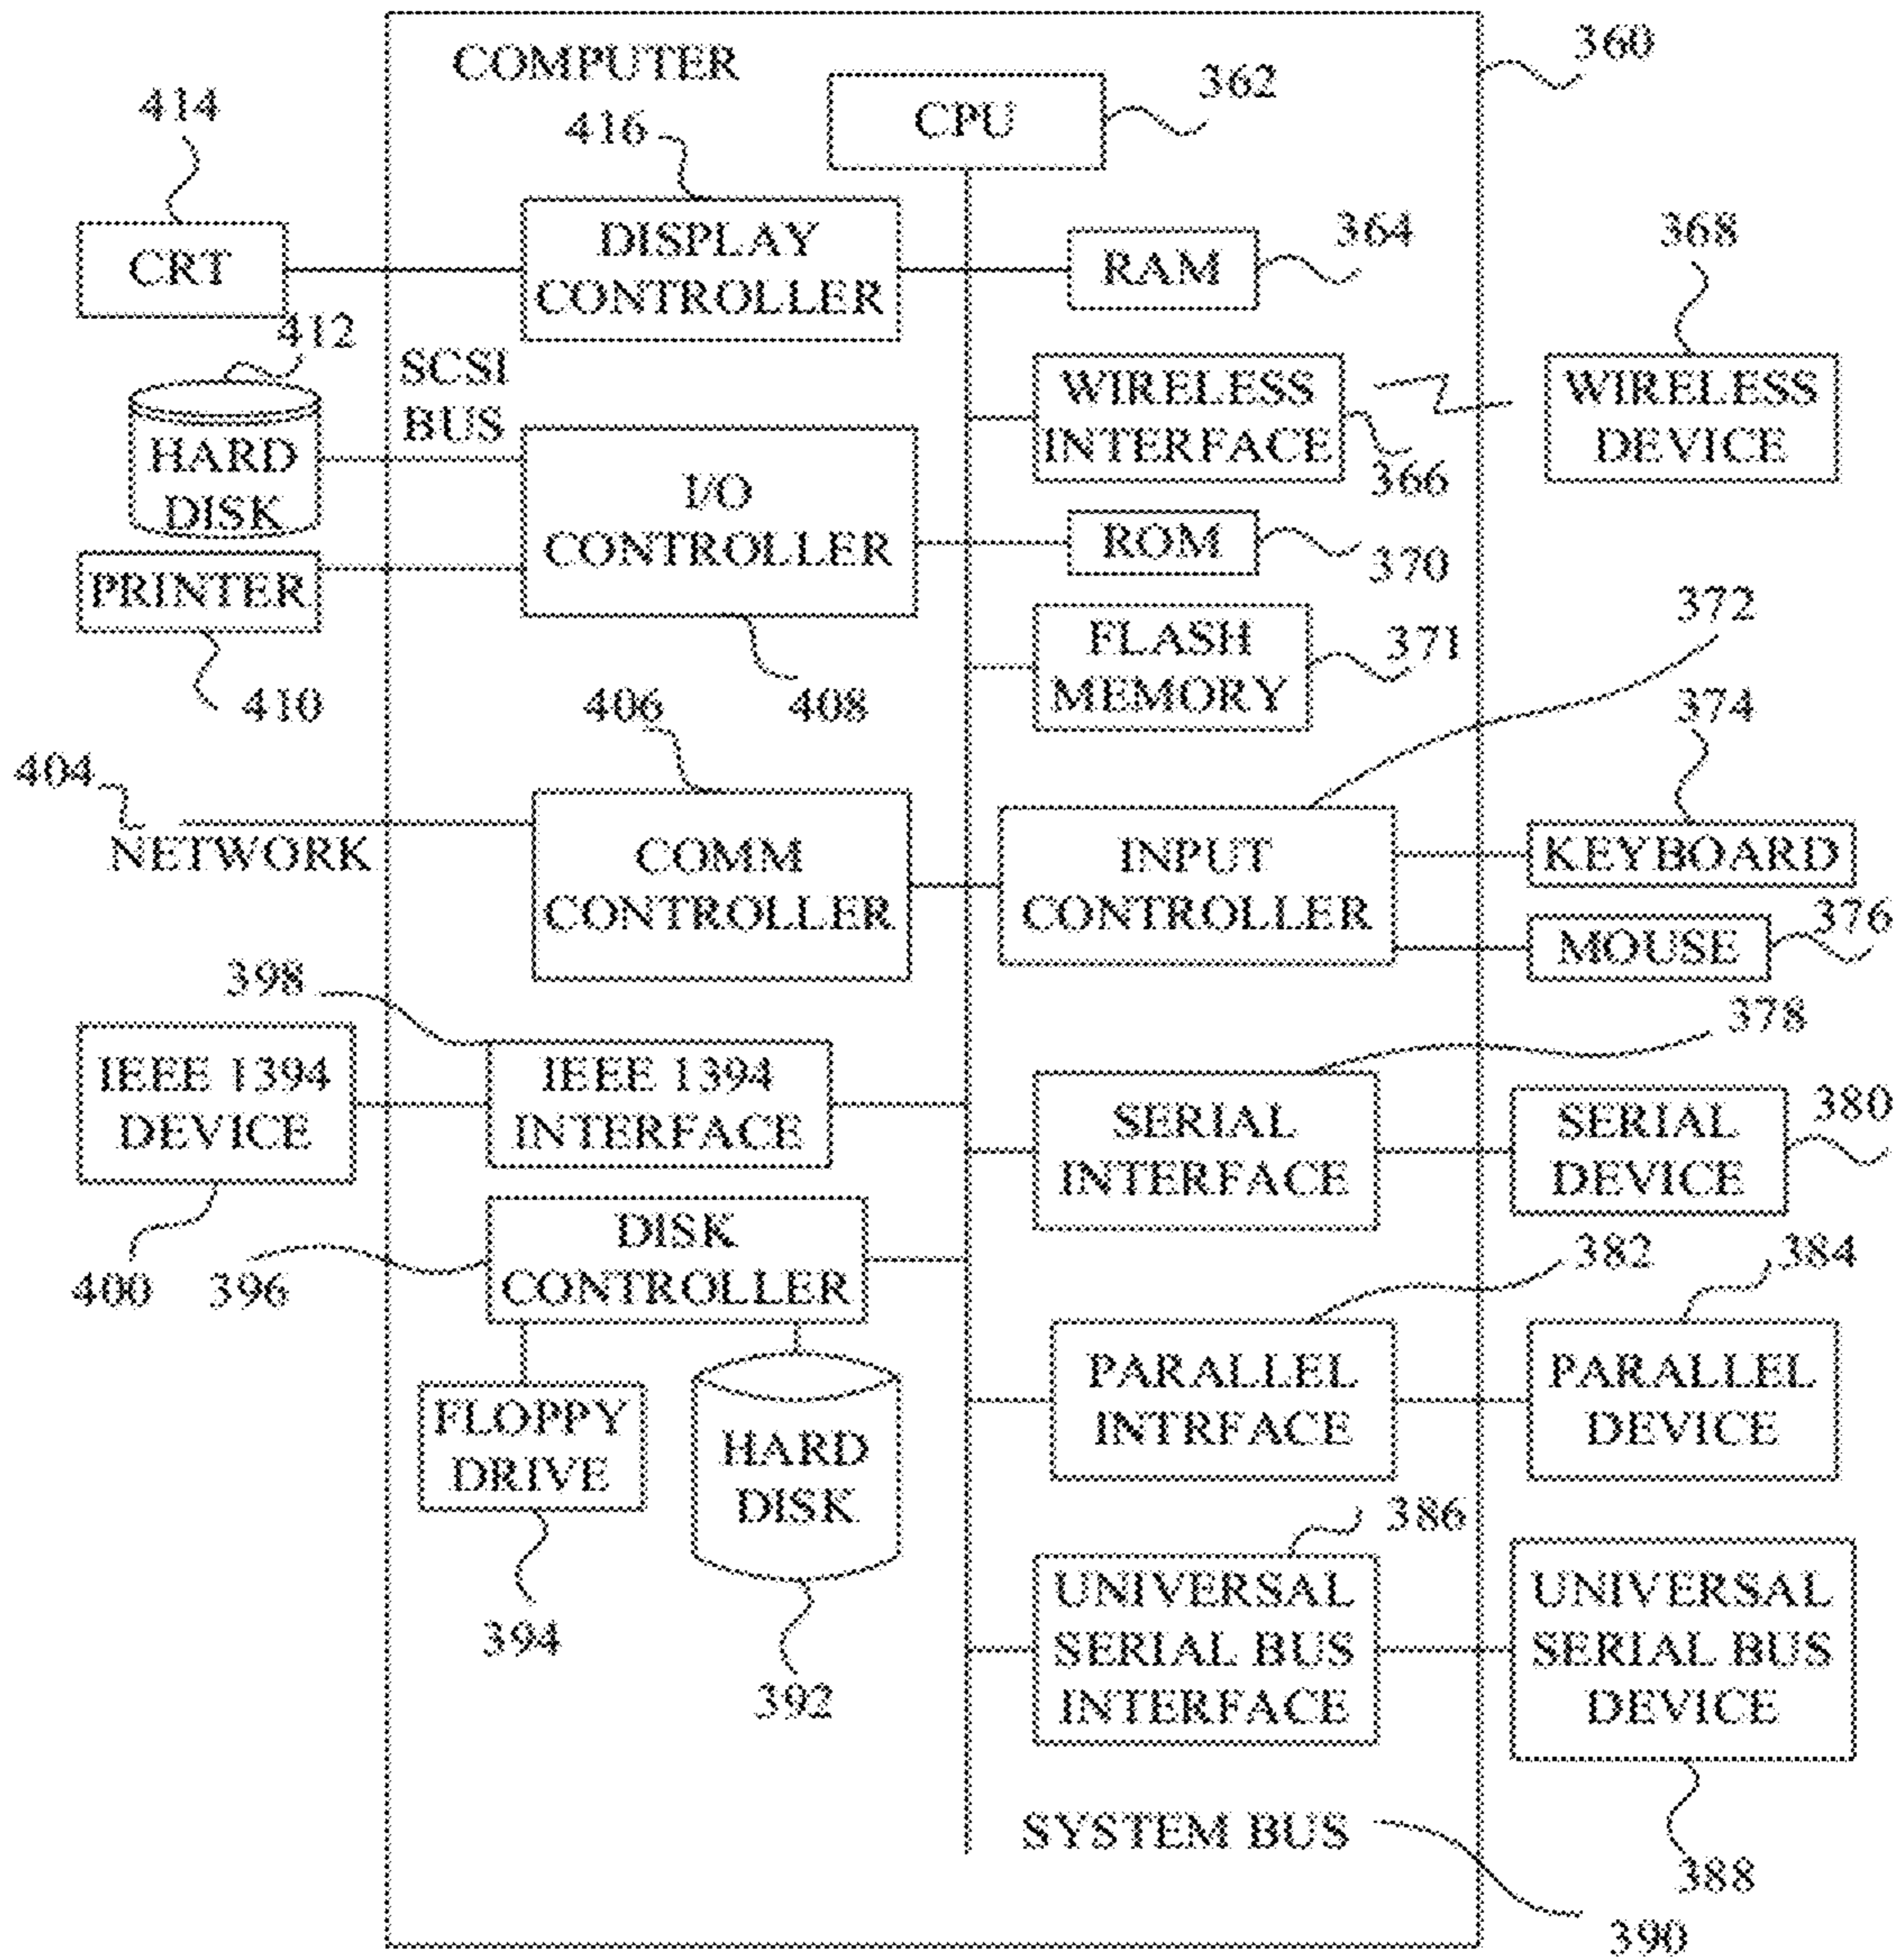 360
COMPUTER
362
414
CPU
416
364
368
CRT
DISPLAY
CONTROLLER
RAM
412
SCSI
BUS
WIRELESS
INTERFACE
WIRELESS
DEVICE
HARD
DISK
366
I/O
CONTROLLER
ROM
370
PRINTER
372
FLASH
MEMORY
371
410
406
408
374
404
NETWORK
COMM
CONTROLLER
INPUT
CONTROLLER
KEYBOARD
376
MOUSE
398
378
IEEE 1394
DEVICE
IEEE 1394
INTERFACE
SERIAL
INTERFACE
SERIAL
DEVICE
380
400
396
DISK
CONTROLLER
382
384
FLOPPY
DRIVE
HARD
DISK
PARALLEL
INTRFACE
PARALLEL
DEVICE
386
394
392
UNIVERSAL
SERIAL BUS
INTERFACE
UNIVERSAL
SERIAL BUS
DEVICE
SYSTEM BUS
388
390